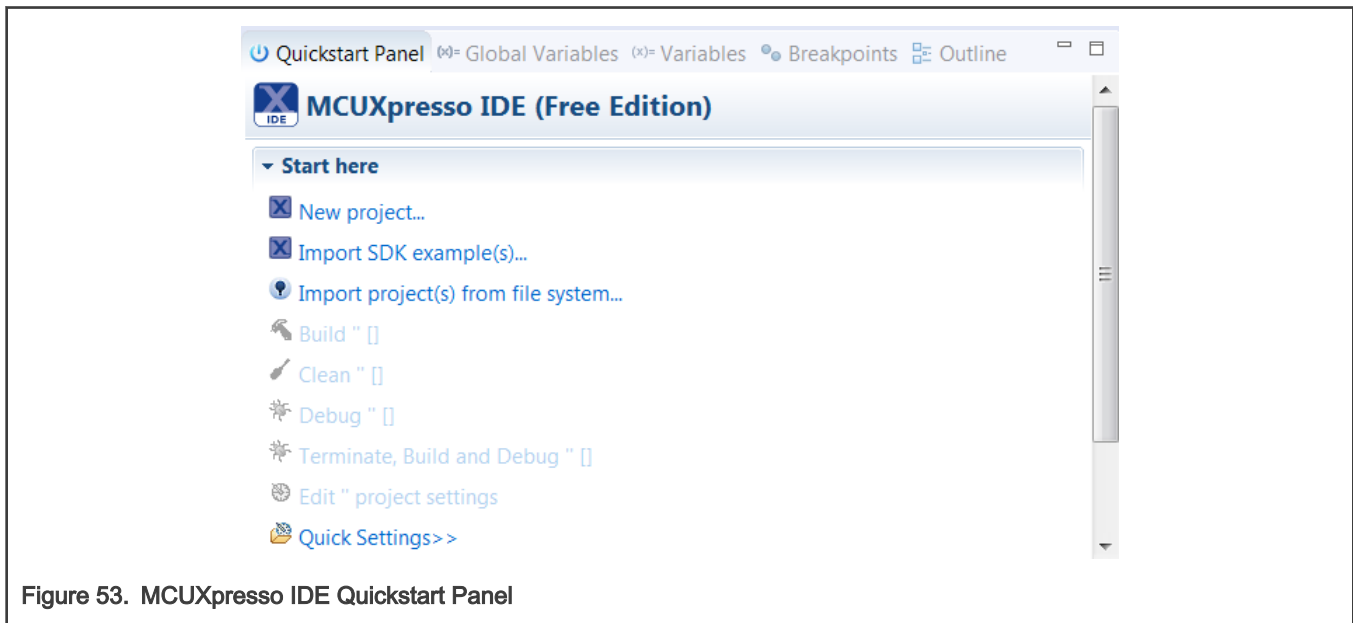 Quickstart Panel (x)= Global Variables (x)= Variables Breakpoints Outline
X IDE MCUXpresso IDE (Free Edition)
Start here
X New project...
X Import SDK example(s)...
Import project(s) from file system...
Build '' []
Clean '' []
Debug '' []
Terminate, Build and Debug '' []
Edit '' project settings
Quick Settings>>
Figure 53. MCUXpresso IDE Quickstart Panel